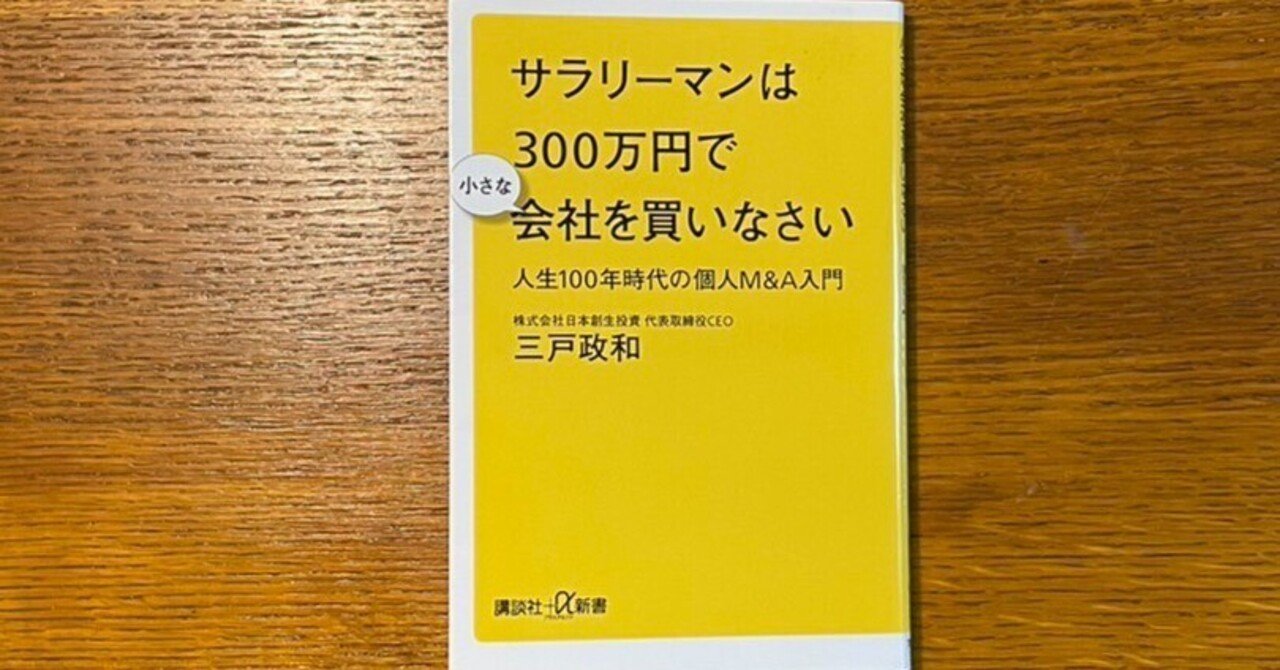 サラリーマンは
300万円で
小さな
会社を買いなさい
人生100年時代の個人M&A入門
株式会社日本創生投資 代表取締役CEO
三戸政和
講談社+α新書